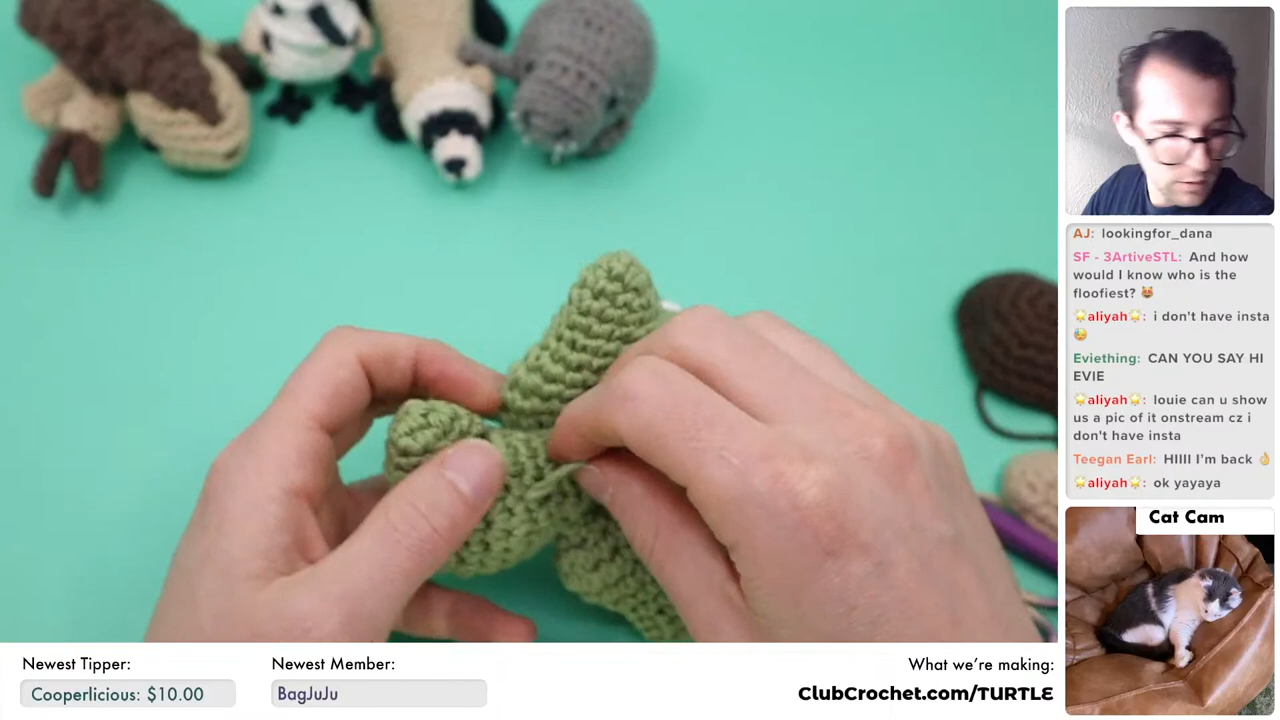 AJ: lookingfor_dana
SF - 3ArtiveSTL: And how
would I know who is the
floofiest? 😻
🌟aliyah🌟: i don't have insta
😥
Eviething: CAN YOU SAY HI
EVIE
🌟aliyah🌟: louie can u show
us a pic of it onstream cz i
don't have insta
Teegan Earl: HIIII I'm back 👌
🌟aliyah🌟: ok yayaya
Cat Cam
Newest Tipper:
Cooperlicious: $10.00
Newest Member:
BagJuJu
What we're making:
ClubCrochet.com/TURTLE